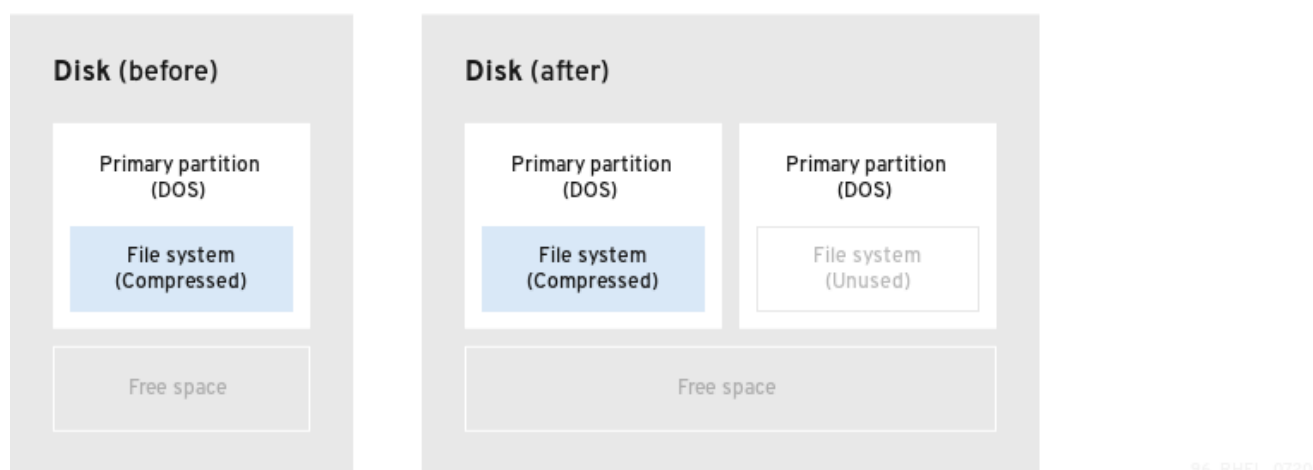 Disk (before)
Primary partition
(DOS)
File system
(Compressed)
Free space
Disk (after)
Primary partition
(DOS)
File system
(Compressed)
Primary partition
(DOS)
File system
(Unused)
Free space